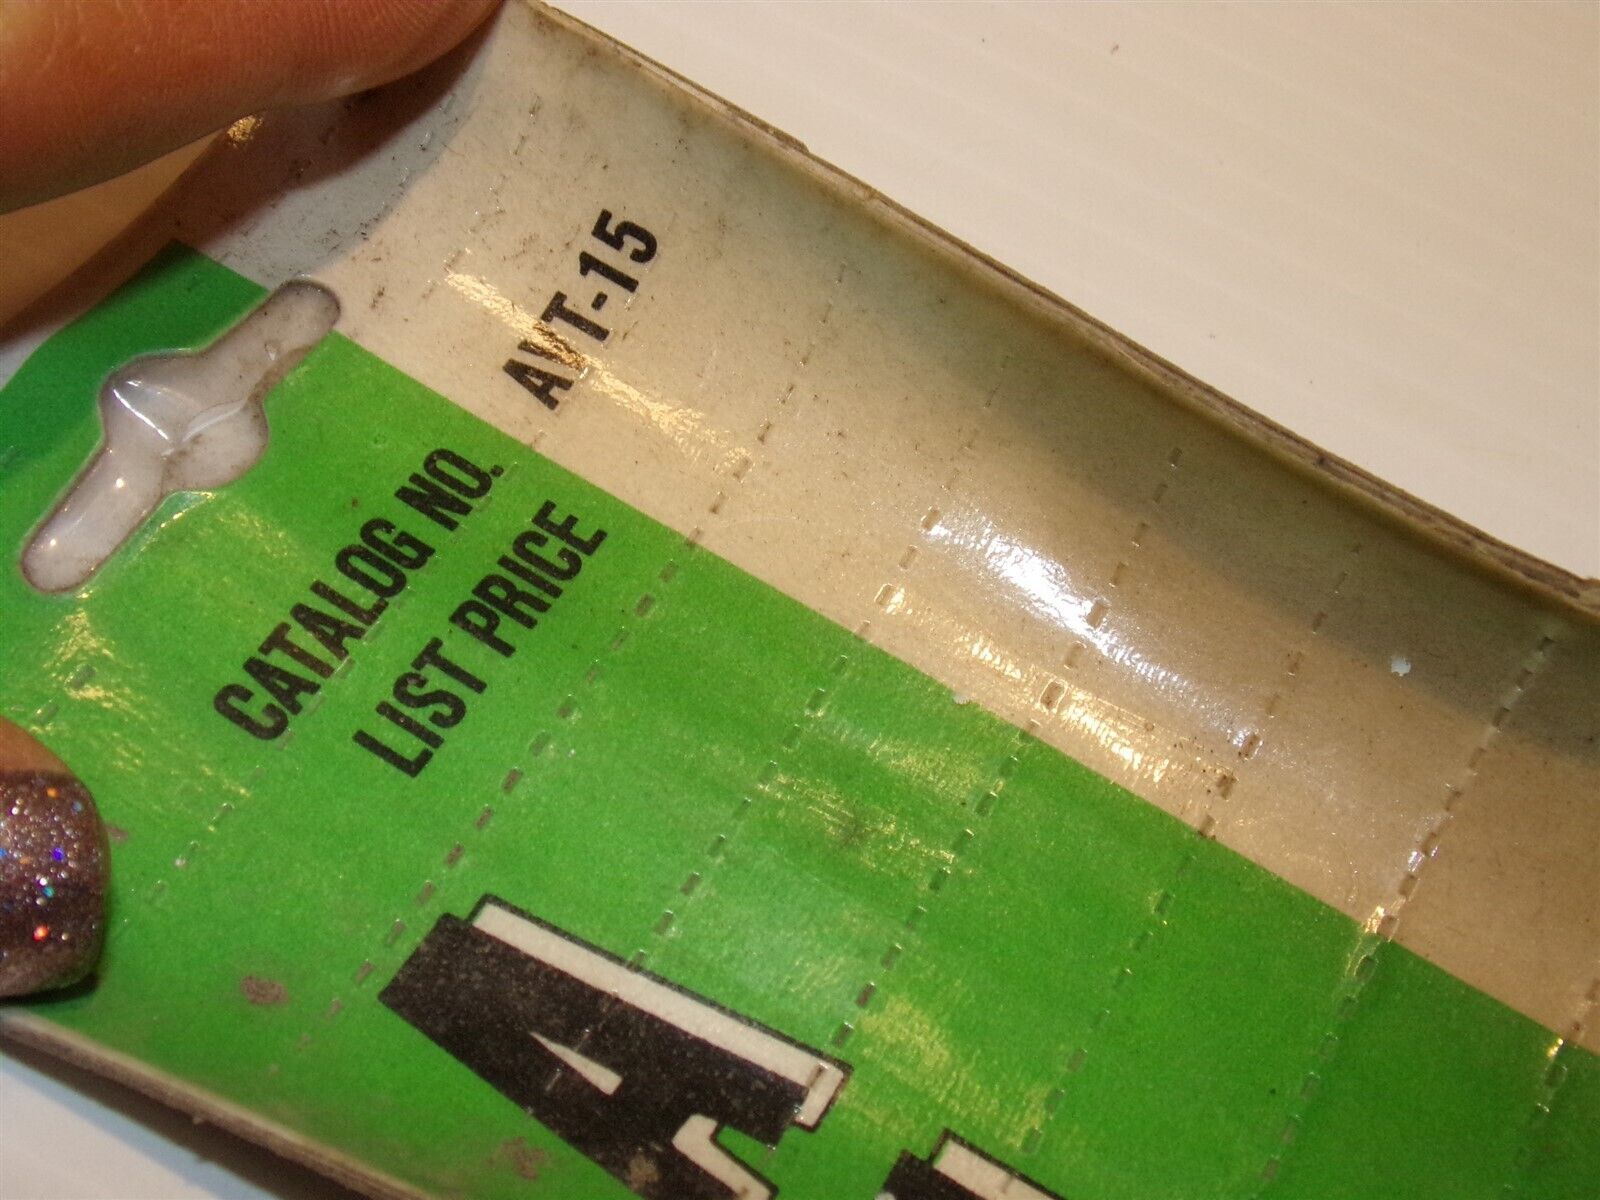 AVT-15
CATALOG NO.
LIST PRICE
A